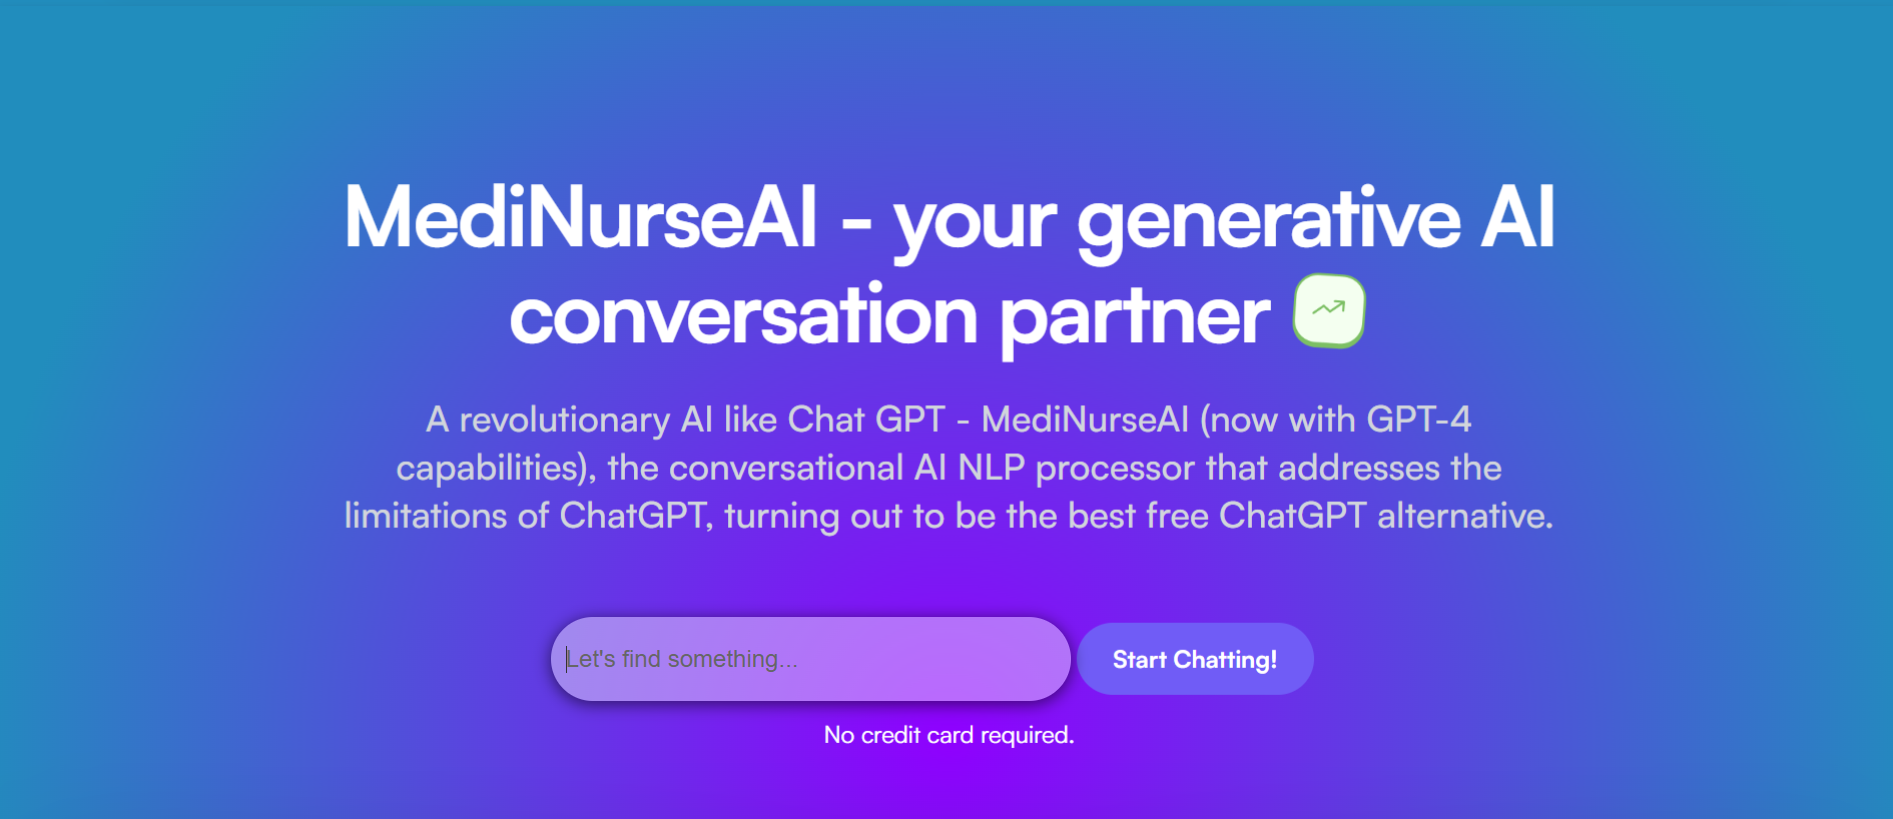 MediNurseAI - your generative AI
conversation partner
A revolutionary AI like Chat GPT - MediNurseAI (now with GPT-4
capabilities), the conversational AI NLP processor that addresses the
limitations of ChatGPT, turning out to be the best free ChatGPT alternative.
Let's find something...
Start Chatting!
No credit card required.